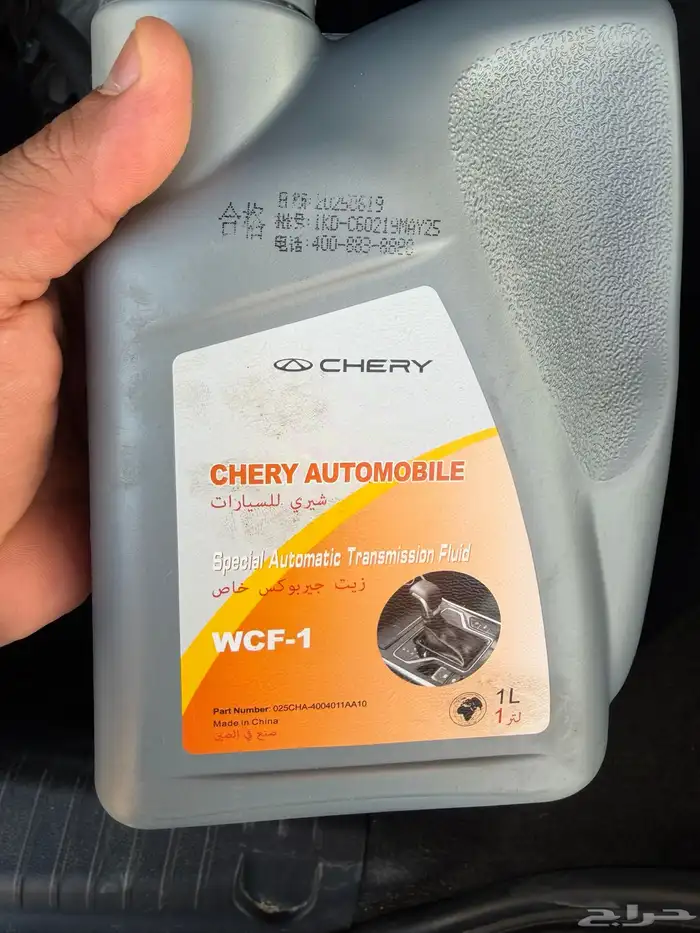 合格
日期:20250619
批号:1KD-C60219MAY25
电话:400-883-8880
CHERY
CHERY AUTOMOBILE
شيري للسيارات
Special Automatic Transmission Fluid
زيت جيربوكس خاص
WCF-1
Part Number: 025CHA-4004011AA10
Made in China
صنع في الصين
1L
1 لتر
حراج